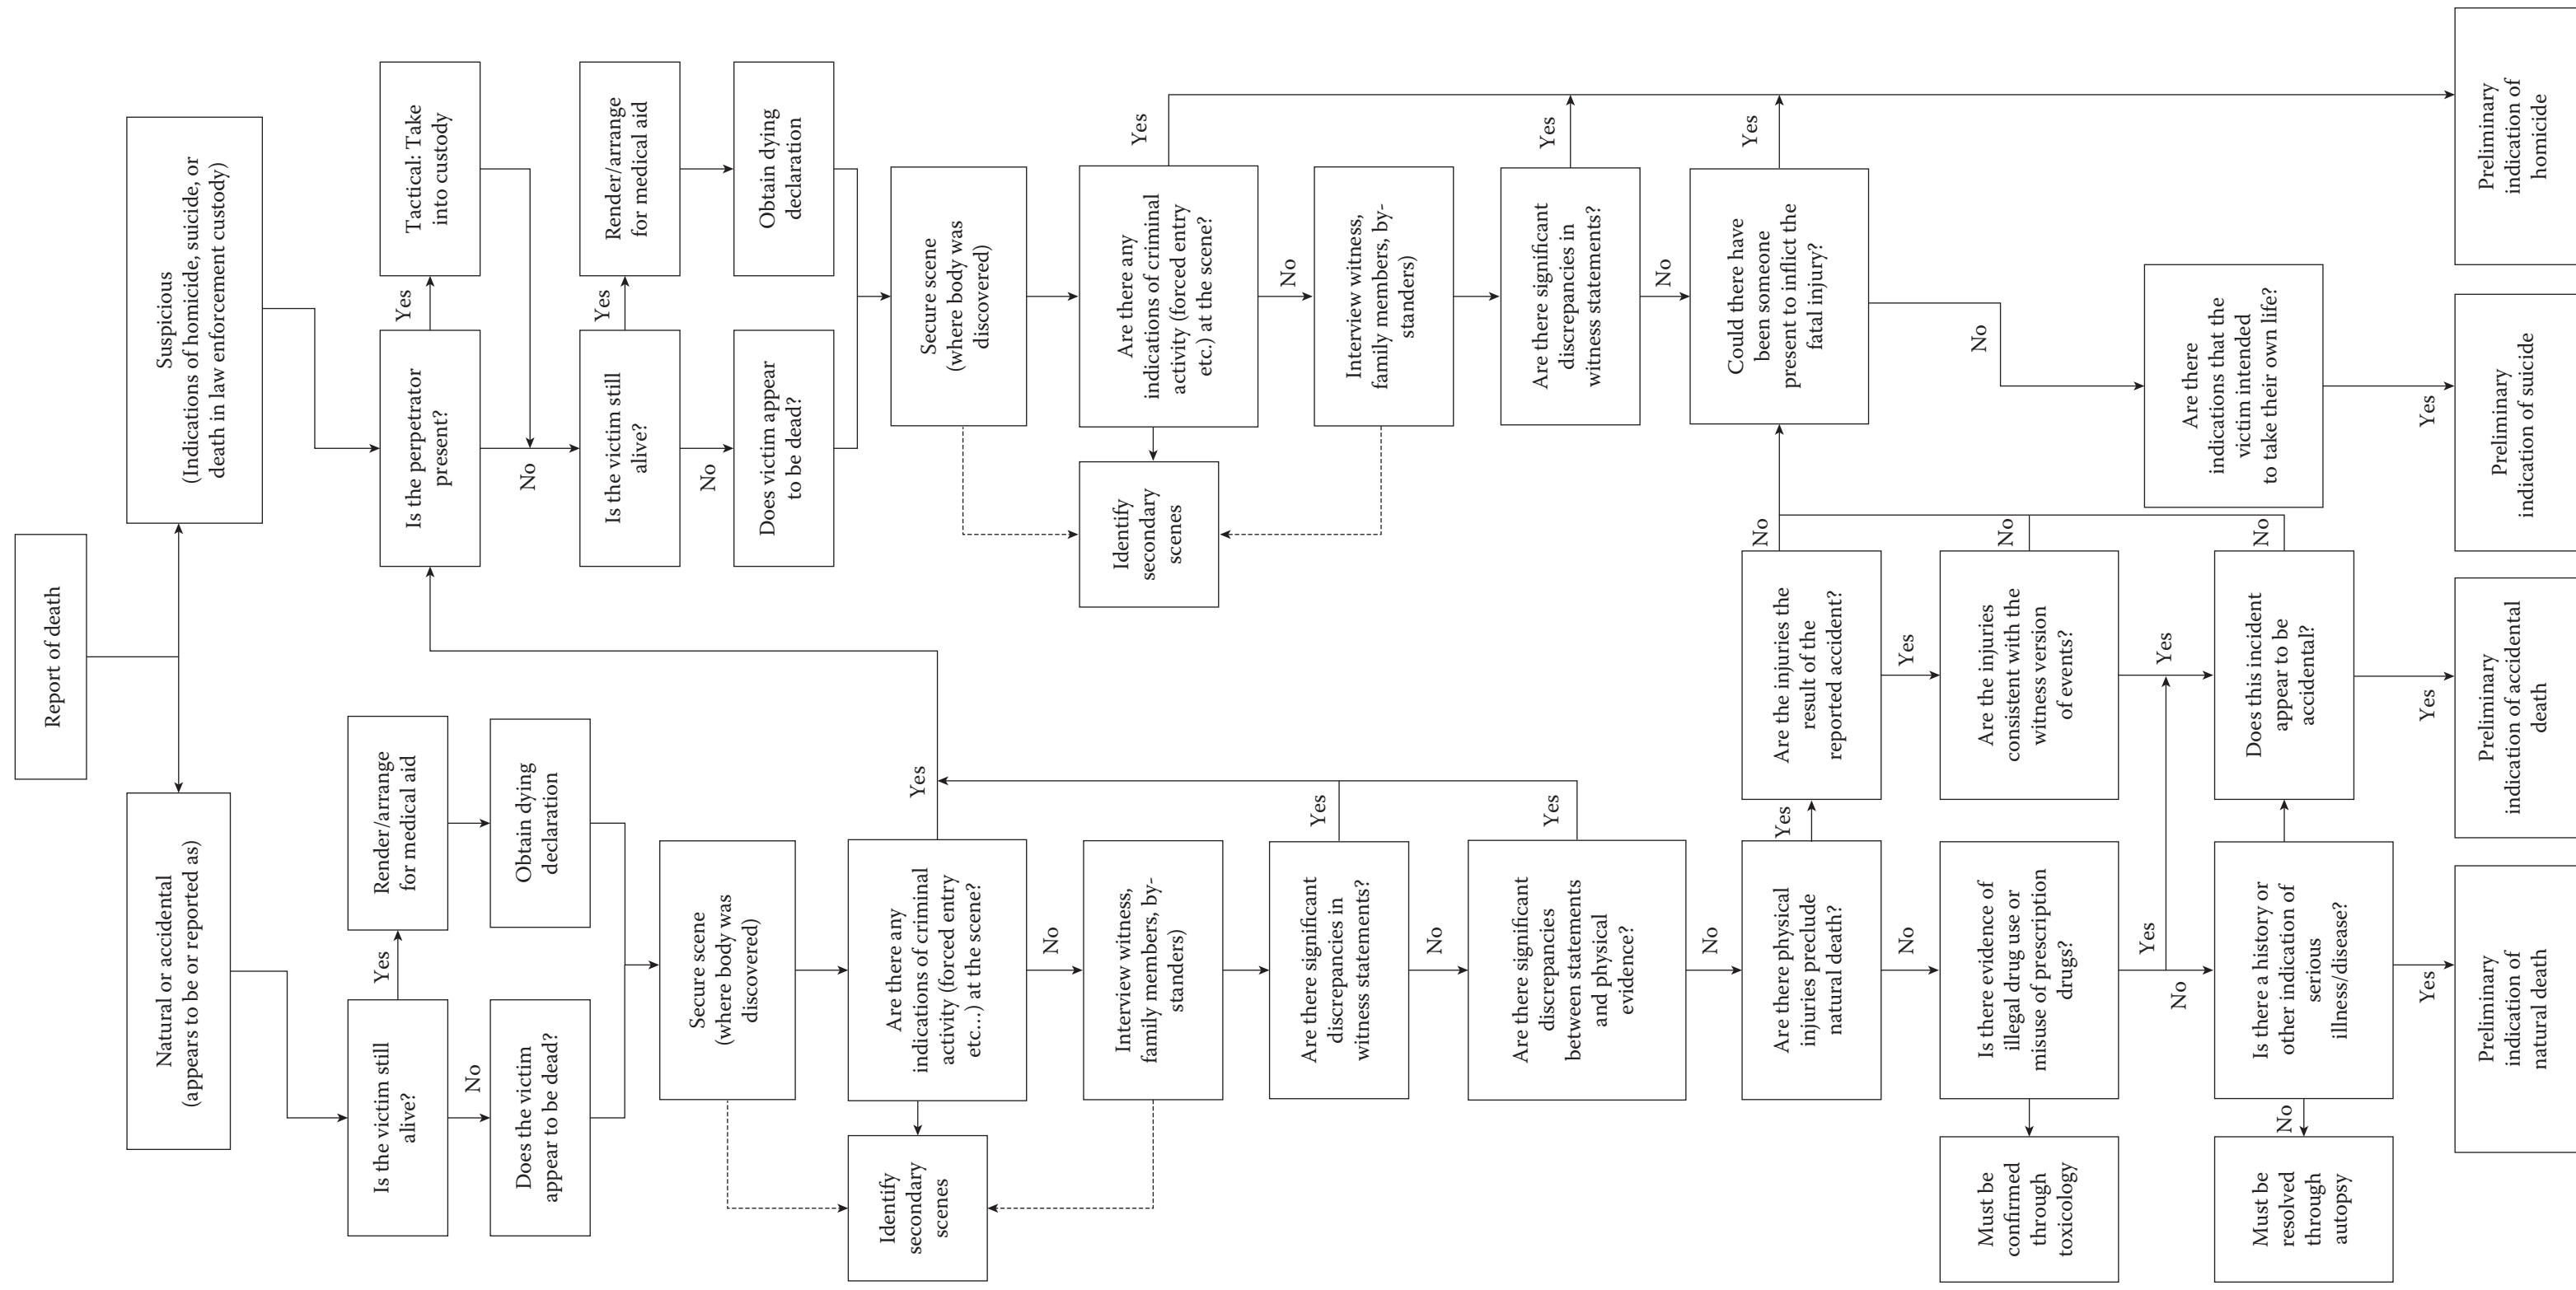 Report of death
Natural or accidental
(appears to be or reported as)
Suspicious
(Indications of homicide, suicide, or
death in law enforcement custody)
Is the victim still
alive?
Yes
Render/arrange
for medical aid
No
Does the victim
appear to be dead?
Obtain dying
declaration
Secure scene
(where body was
discovered)
Are there any
indications of criminal
activity (forced entry
etc...) at the scene?
Yes
Identify
secondary
scenes
No
Interview witness,
family members, by-
standers)
Are there significant
discrepancies in
witness statements?
Yes
No
Are there significant
discrepancies
between statements
and physical
evidence?
Yes
No
Are there physical
injuries preclude
natural death?
Yes
No
Is there evidence of
illegal drug use or
misuse of prescription
drugs?
Must be
confirmed
through
toxicology
Yes
No
Is there a history or
other indication of
serious
illness/disease?
No
Must be
resolved
through
autopsy
Yes
Preliminary
indication of
natural death
Are the injuries the
result of the
reported accident?
No
Yes
Are the injuries
consistent with the
witness version
of events?
No
Yes
Does this incident
appear to be
accidental?
No
Yes
Preliminary
indication of accidental
death
Is the perpetrator
present?
Yes
Tactical: Take
into custody
No
Is the victim still
alive?
Yes
Render/arrange
for medical aid
No
Does victim appear
to be dead?
Obtain dying
declaration
Secure scene
(where body was
discovered)
Are there any
indications of criminal
activity (forced entry
etc.) at the scene?
Yes
Identify
secondary
scenes
No
Interview witness,
family members, by-
standers)
Are there significant
discrepancies in
witness statements?
Yes
No
Could there have
been someone
present to inflict the
fatal injury?
Yes
No
Are there
indications that the
victim intended
to take their own life?
Yes
Preliminary
indication of suicide
Preliminary
indication of
homicide